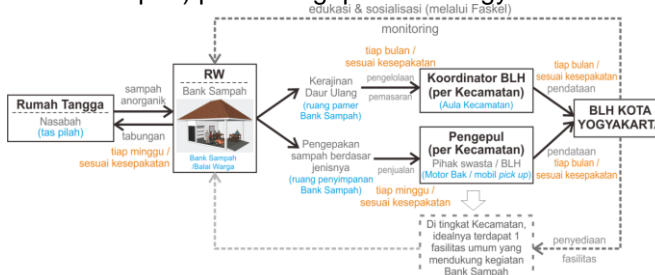 edukasi & sosialisasi (melalui Faskel)
monitoring
Rumah Tangga
Nasabah
(tas pilah)
sampah
anorganik
tabungan
tiap minggu /
sesuai kesepakatan
RW
Bank Sampah
Bank Sampah
/Balai Warga
Kerajinan
Daur Ulang
(ruang pamer
Bank Sampah)
Pengepakan
sampah berdasar
jenisnya
(ruang penyimpanan
Bank Sampah)
tiap bulan /
sesuai kesepakatan
pengelolaan
pemasaran
penjualan
tiap minggu /
sesuai kesepakatan
Koordinator BLH
(per Kecamatan)
(Aula Kecamatan)
Pengepul
(per Kecamatan)
Pihak swasta / BLH
(Motor Bak / mobil pick up)
Di tingkat Kecamatan,
idealnya terdapat 1
fasilitas umum yang
mendukung kegiatan
Bank Sampah
tiap bulan /
sesuai kesepakatan
pendataan
BLH KOTA
YOGYAKARTA
pendataan
tiap bulan /
sesuai kesepakatan
penyediaan
fasilitas